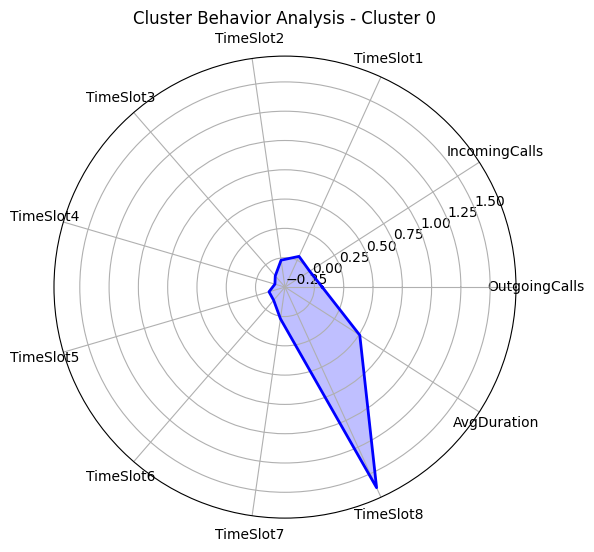 Cluster Behavior Analysis - Cluster 0
TimeSlot2
TimeSlot1
TimeSlot3
IncomingCalls
1.50
1.25
1.00
0.75
0.50
0.25
0.00
−0.25
TimeSlot4
OutgoingCalls
TimeSlot5
AvgDuration
TimeSlot6
TimeSlot8
TimeSlot7